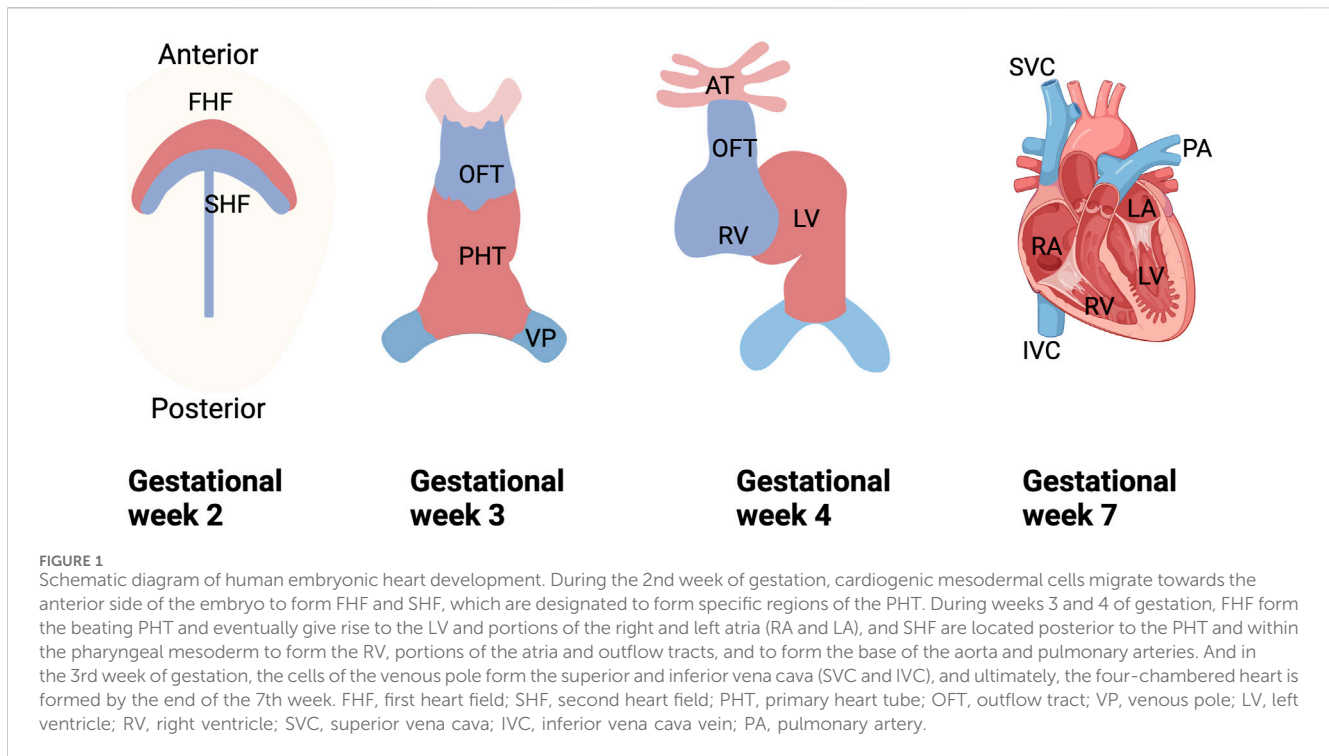 Anterior
FHF
SHF
Posterior
OFT
PHT
VP
AT
OFT
RV
LV
SVC
PA
LA
RA
LV
RV
IVC
Gestational
week 2
Gestational
week 3
Gestational
week 4
Gestational
week 7
FIGURE 1
Schematic diagram of human embryonic heart development. During the 2nd week of gestation, cardiogenic mesodermal cells migrate towards the
anterior side of the embryo to form FHF and SHF, which are designated to form specific regions of the PHT. During weeks 3 and 4 of gestation, FHF form
the beating PHT and eventually give rise to the LV and portions of the right and left atria (RA and LA), and SHF are located posterior to the PHT and within
the pharyngeal mesoderm to form the RV, portions of the atria and outflow tracts, and to form the base of the aorta and pulmonary arteries. And in
the 3rd week of gestation, the cells of the venous pole form the superior and inferior vena cava (SVC and IVC), and ultimately, the four-chambered heart is
formed by the end of the 7th week. FHF, first heart field; SHF, second heart field; PHT, primary heart tube; OFT, outflow tract; VP, venous pole; LV, left
ventricle; RV, right ventricle; SVC, superior vena cava; IVC, inferior vena cava vein; PA, pulmonary artery.